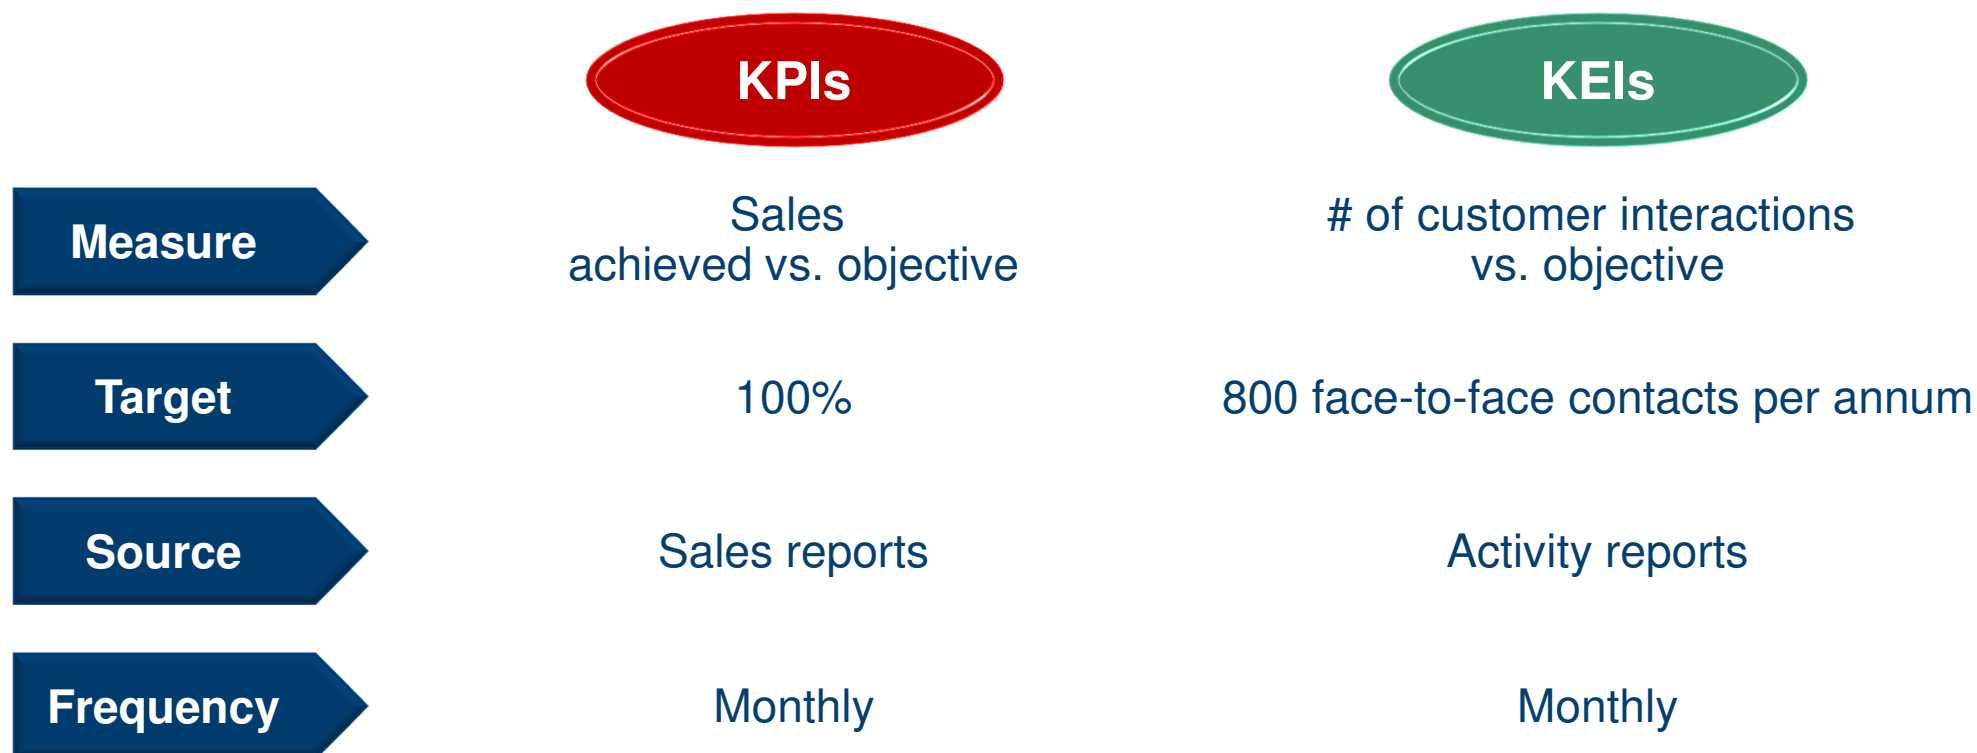 KPIs
KEIs
Measure
Sales
achieved vs. objective
# of customer interactions
vs. objective
Target
100%
800 face-to-face contacts per annum
Source
Sales reports
Activity reports
Frequency
Monthly
Monthly